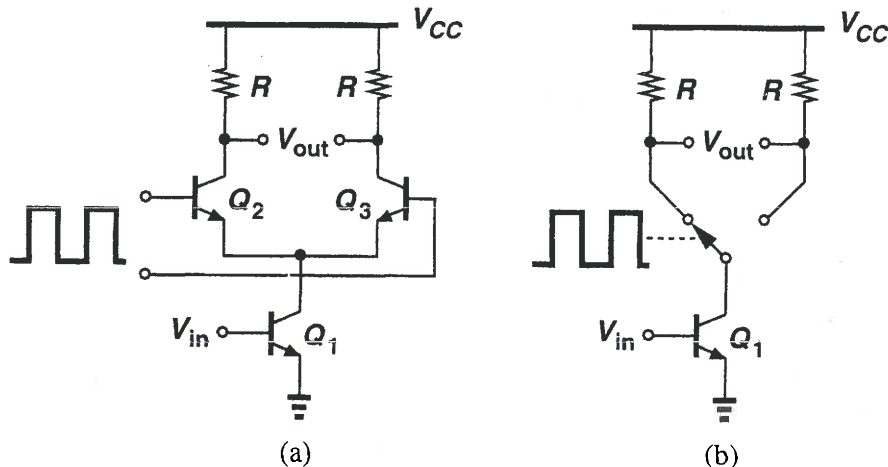 V_CC
R R
V_out
Q_2 Q_3
V_in Q_1
(a)
V_CC
R R
V_out
V_in Q_1
(b)